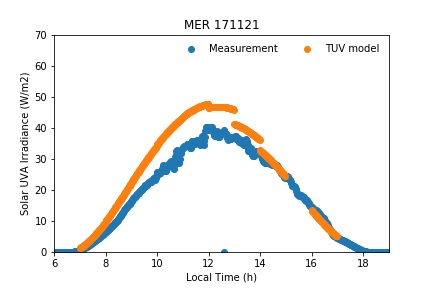 MER 171121
Measurement TUV model
Solar UVA Irradiance (W/m2)
70
60
50
40
30
20
10
0
6 8 10 12 14 16 18
Local Time (h)